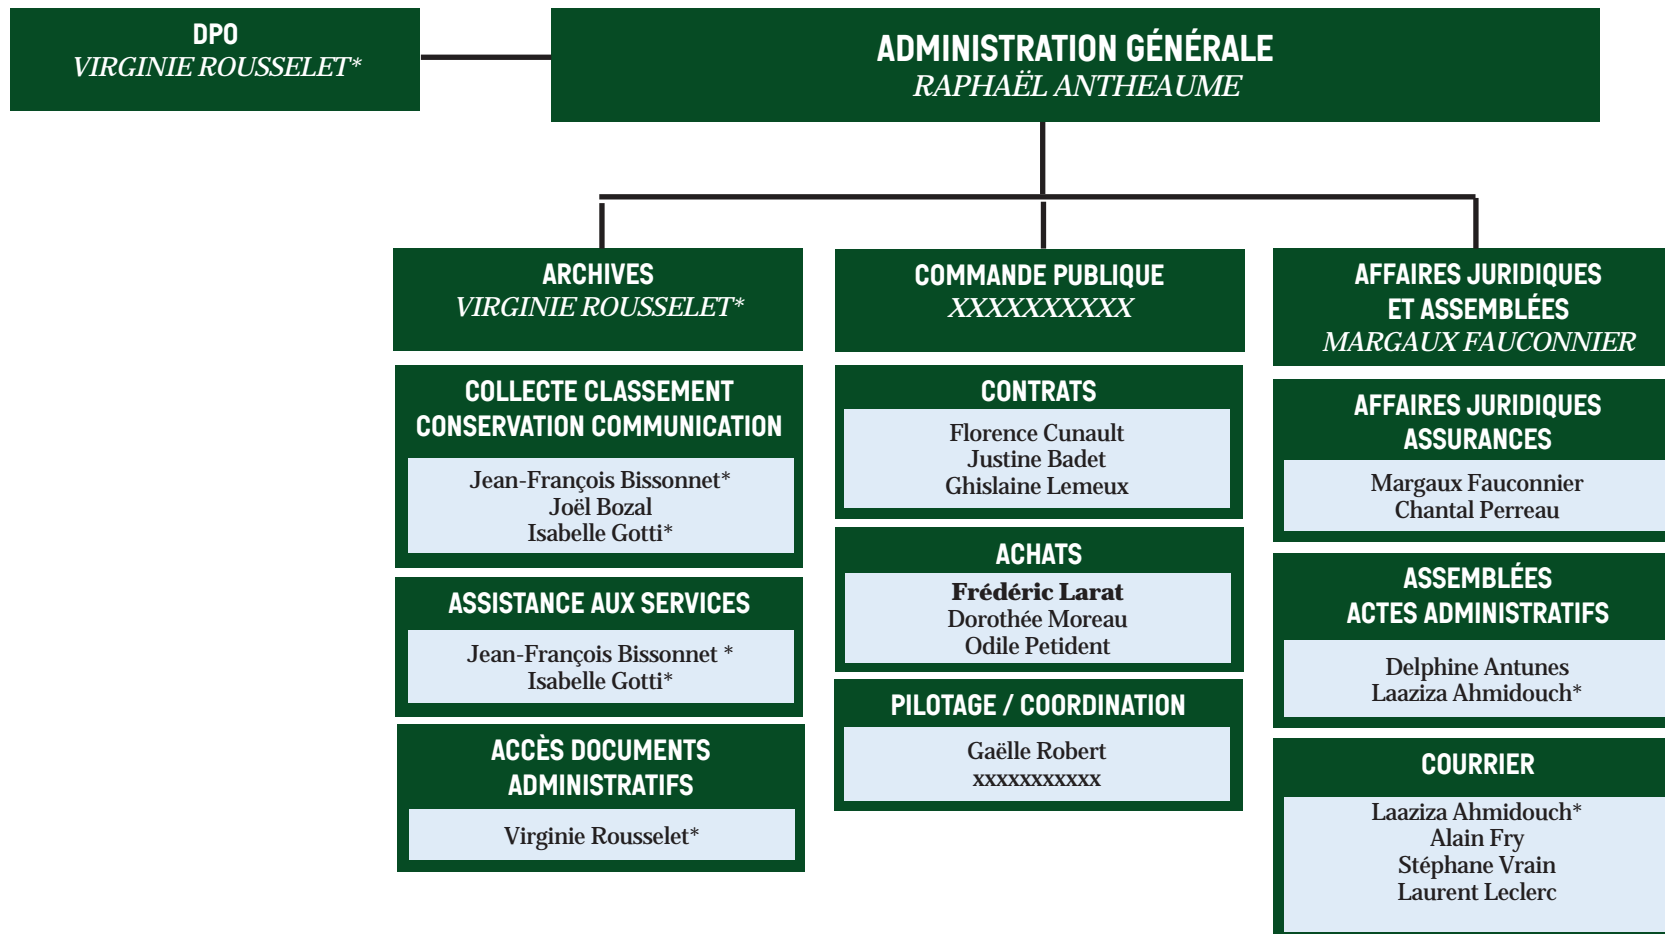 DPO
VIRGINIE ROUSSELET*
ADMINISTRATION GÉNÉRALE
RAPHAËL ANTHEAUME
ARCHIVES
VIRGINIE ROUSSELET*
COLLECTE CLASSEMENT
CONSERVATION COMMUNICATION
Jean-François Bissonnet*
Joël Bozal
Isabelle Gotti*
ASSISTANCE AUX SERVICES
Jean-François Bissonnet *
Isabelle Gotti*
ACCÈS DOCUMENTS
ADMINISTRATIFS
Virginie Rousselet*
COMMANDE PUBLIQUE
XXXXXXXXXX
CONTRATS
Florence Cunault
Justine Badet
Ghislaine Lemeux
ACHATS
Frédéric Larat
Dorothée Moreau
Odile Petident
PILOTAGE / COORDINATION
Gaëlle Robert
xxxxxxxxxxx
AFFAIRES JURIDIQUES
ET ASSEMBLÉES
MARGAUX FAUCONNIER
AFFAIRES JURIDIQUES
ASSURANCES
Margaux Fauconnier
Chantal Perreau
ASSEMBLÉES
ACTES ADMINISTRATIFS
Delphine Antunes
Laaziza Ahmidouch*
COURRIER
Laaziza Ahmidouch*
Alain Fry
Stéphane Vrain
Laurent Leclerc